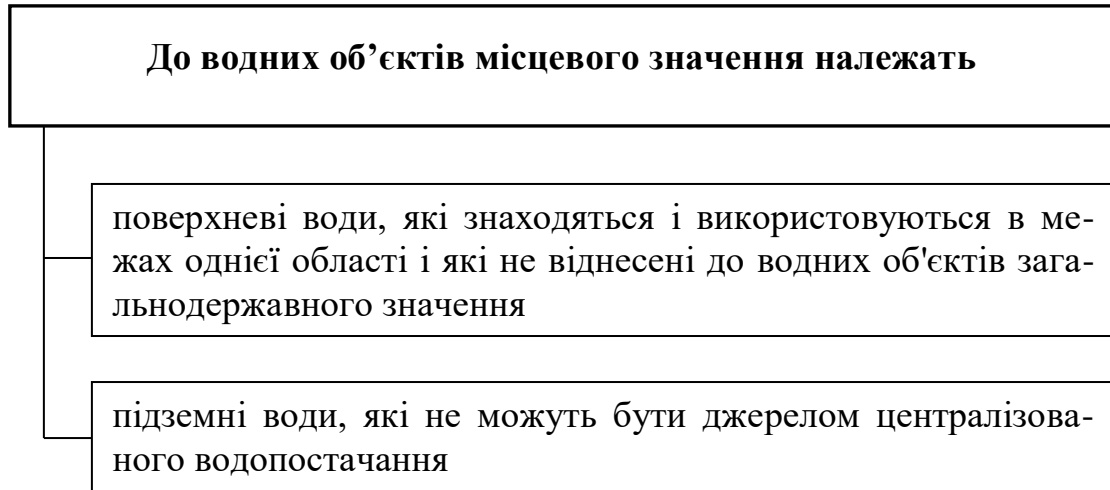 До водних об’єктів місцевого значення належать
поверхневі води, які знаходяться і використовуються в ме-
жах однієї області і які не віднесені до водних об'єктів зага-
льнодержавного значення
підземні води, які не можуть бути джерелом централізова-
ного водопостачання